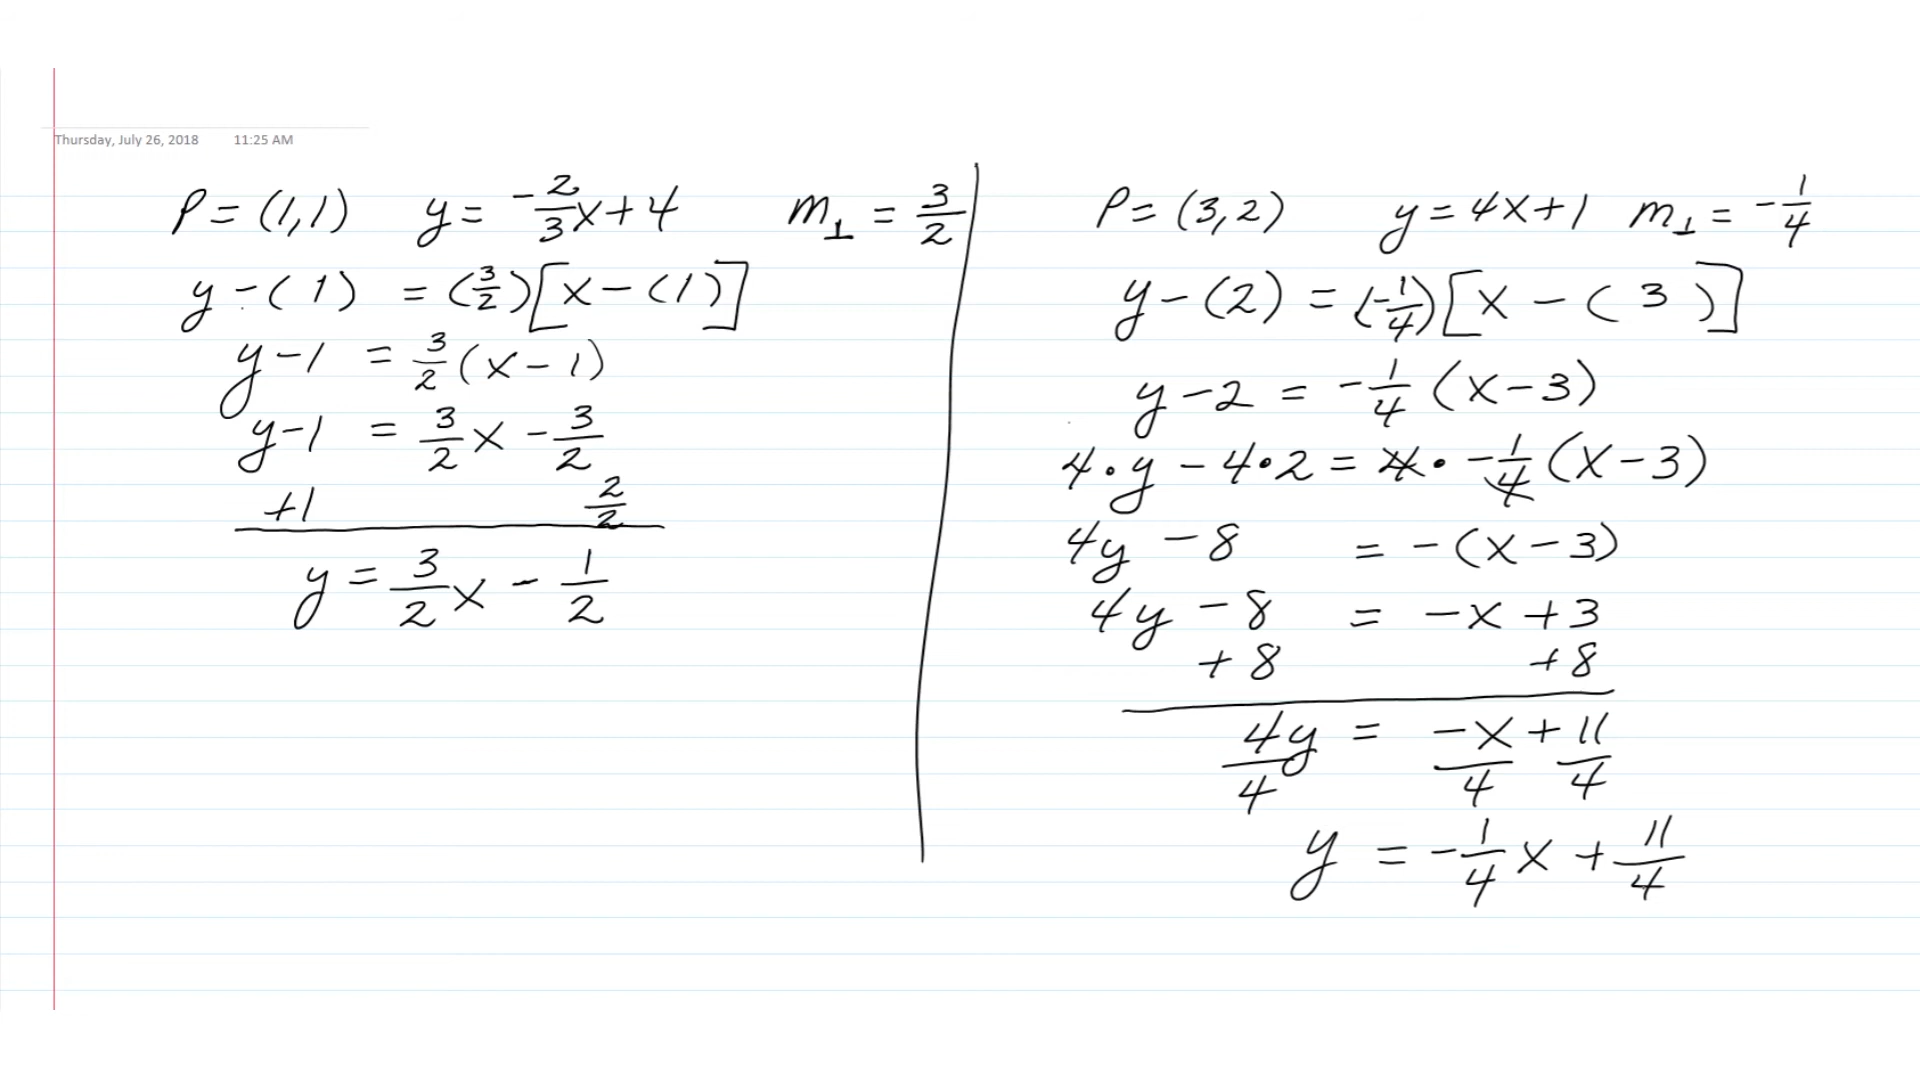 Thursday, July 26, 2018 11:25 AM
P = (1,1) y = -2/3x+4 m⊥ = 3/2
y-(1) = (3/2)[x-(1)]
y-1 = 3/2(x-1)
y-1 = 3/2x - 3/2
+1 2/2
y = 3/2x - 1/2
P = (3,2) y = 4x+1 m⊥ = -1/4
y-(2) = (-1/4)[x-(3)]
y-2 = -1/4(x-3)
4•y - 4•2 = 4• -1/4(x-3)
4y - 8 = -(x-3)
4y - 8 = -x+3
+8 +8
4y/4 = -x/4 + 11/4
y = -1/4x + 11/4